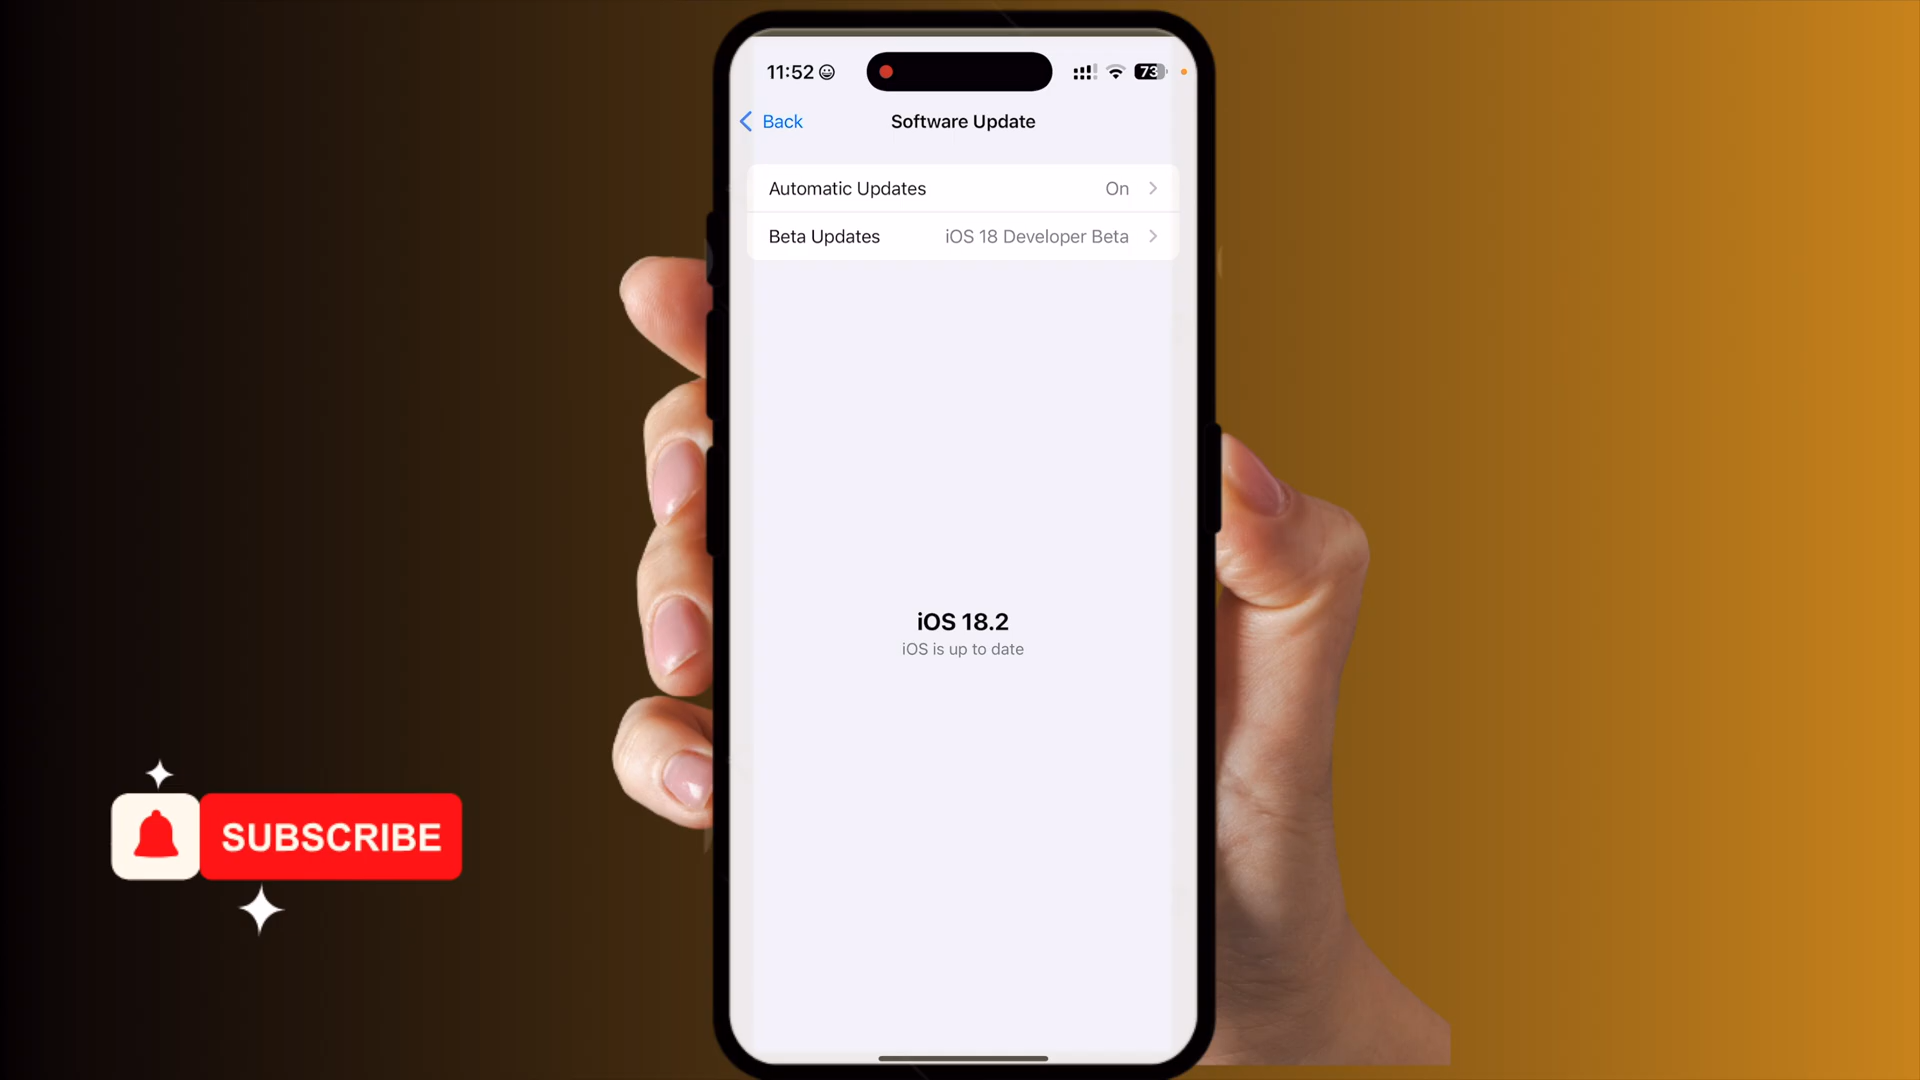 11:52
73
Back
Software Update
Automatic Updates On
Beta Updates iOS 18 Developer Beta
iOS 18.2
iOS is up to date
SUBSCRIBE